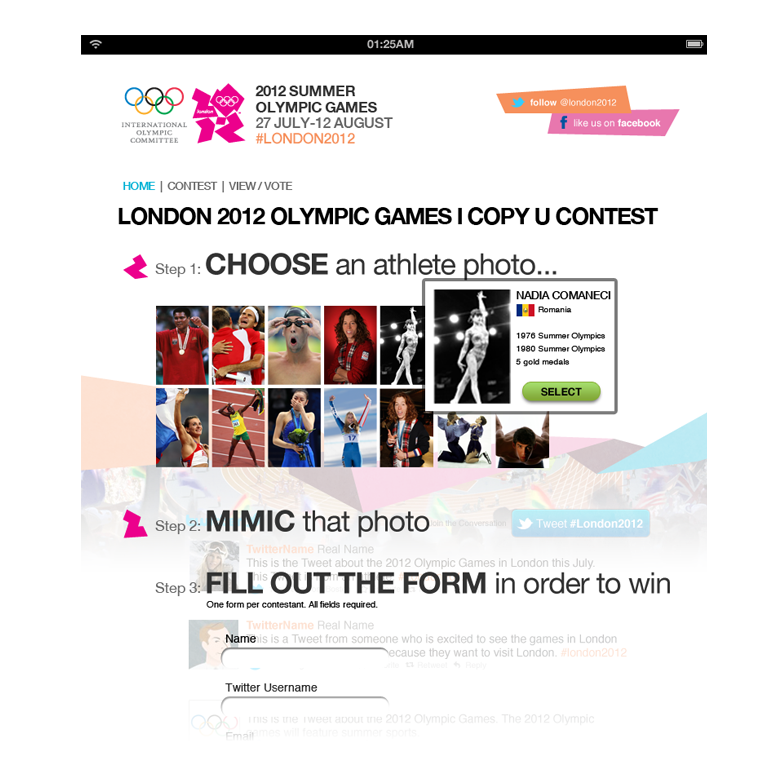 01:25AM
2012 SUMMER
OLYMPIC GAMES
27 JULY-12 AUGUST
#LONDON2012
INTERNATIONAL
OLYMPIC
COMMITTEE
london
follow @london2012
like us on facebook
HOME | CONTEST | VIEW / VOTE
LONDON 2012 OLYMPIC GAMES I COPY U CONTEST
Step 1: CHOOSE an athlete photo...
NADIA COMANECI
Romania
1976 Summer Olympics
1980 Summer Olympics
5 gold medals
SELECT
17
Step 2: MIMIC that photo
Join the Conversation
Tweet #London2012
TwitterName Real Name
This is the Tweet about the 2012 Olympic Games in London this July.
Step 3: FILL OUT THE FORM in order to win
One form per contestant. All fields required.
TwitterName Real Name
Name
This is a Tweet from someone who is excited to see the games in London
because they want to visit London. #london2012
Retweet Reply
Twitter Username
This is the Tweet about the 2012 Olympic Games. The 2012 Olympic
Games will feature summer sports
Email